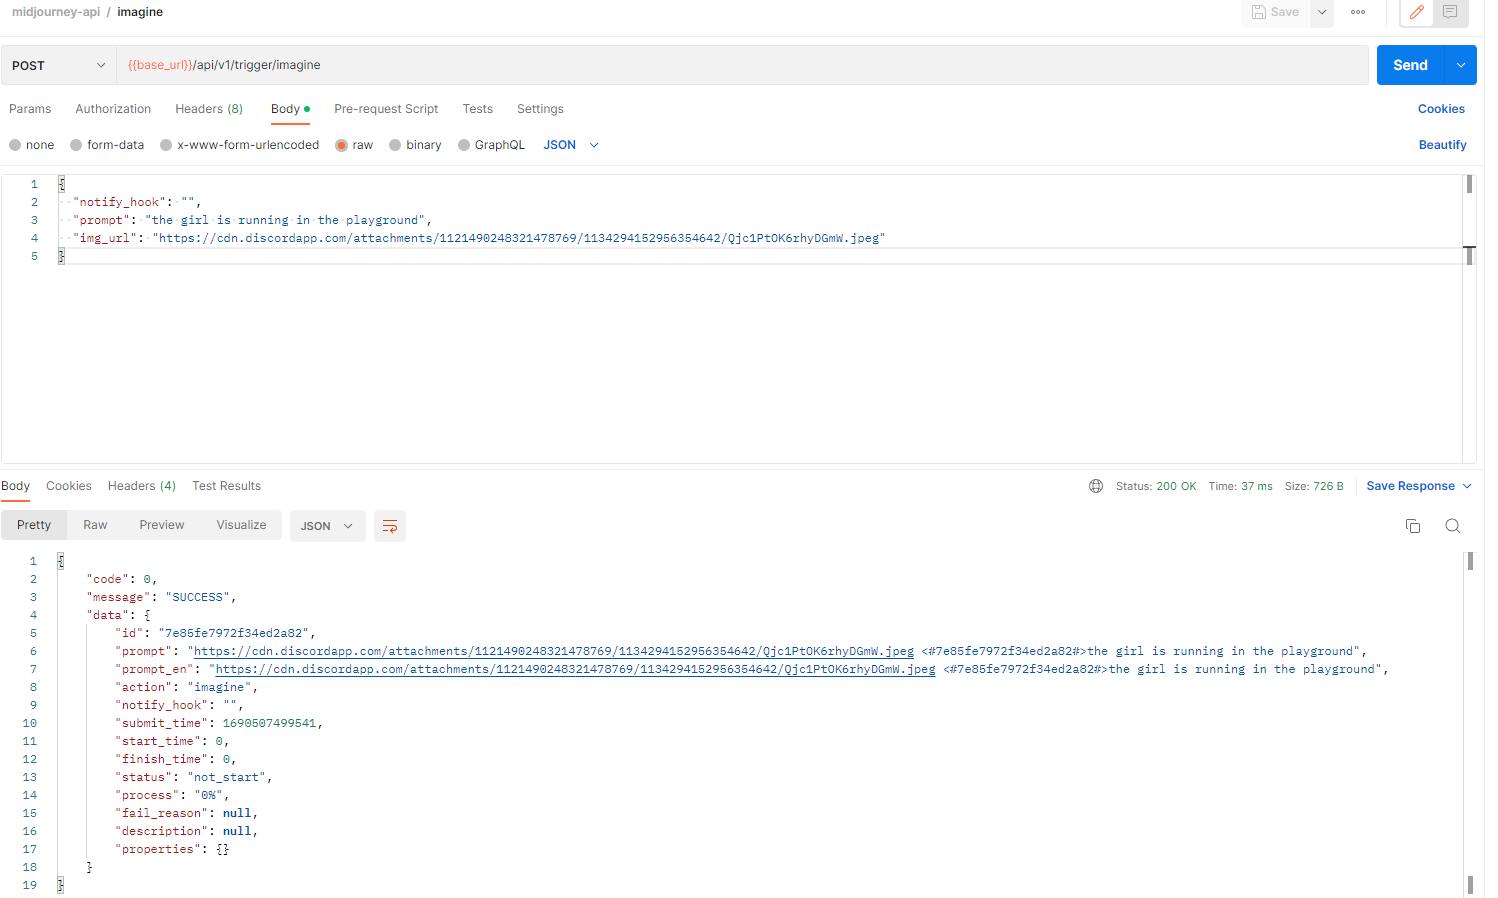 midjourney-api / imagine
Save
POST
{{base_url}}/api/v1/trigger/imagine
Send
Params Authorization Headers (8) Body Pre-request Script Tests Settings
Cookies
none form-data x-www-form-urlencoded raw binary GraphQL JSON
Beautify
1 {
2 "notify_hook": "",
3 "prompt": "the girl is running in the playground",
4 "img_url": "https://cdn.discordapp.com/attachments/1121490248321478769/1134294152956354642/Qjc1PtOK6rhyDGmW.jpeg"
5 }
Body Cookies Headers (4) Test Results
Status: 200 OK Time: 37 ms Size: 726 B Save Response
Pretty Raw Preview Visualize JSON
1 {
2 "code": 0,
3 "message": "SUCCESS",
4 "data": {
5 "id": "7e85fe7972f34ed2a82",
6 "prompt": "https://cdn.discordapp.com/attachments/1121490248321478769/1134294152956354642/Qjc1PtOK6rhyDGmW.jpeg <#7e85fe7972f34ed2a82#>the girl is running in the playground",
7 "prompt_en": "https://cdn.discordapp.com/attachments/1121490248321478769/1134294152956354642/Qjc1PtOK6rhyDGmW.jpeg <#7e85fe7972f34ed2a82#>the girl is running in the playground",
8 "action": "imagine",
9 "notify_hook": "",
10 "submit_time": 1690507499541,
11 "start_time": 0,
12 "finish_time": 0,
13 "status": "not_start",
14 "process": "0%",
15 "fail_reason": null,
16 "description": null,
17 "properties": {}
18 }
19 }